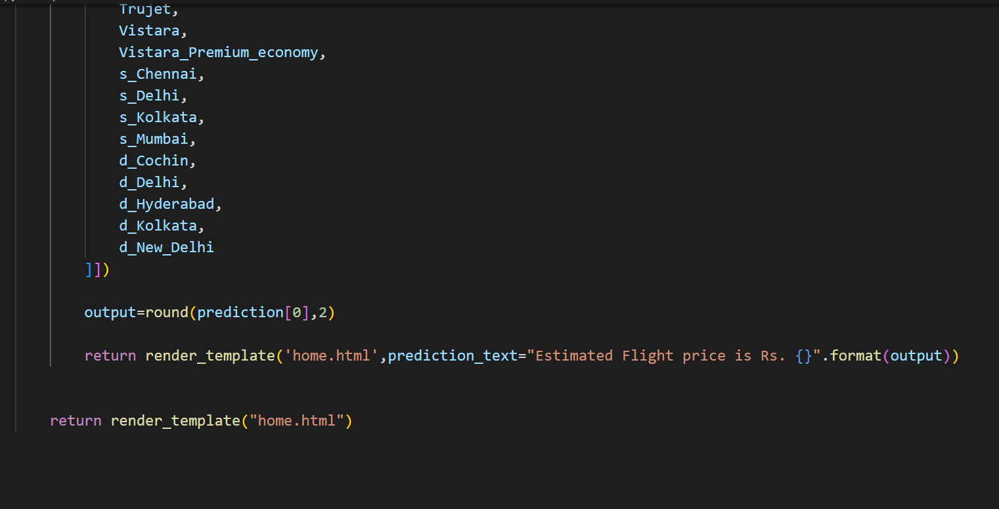 Trujet,
Vistara,
Vistara_Premium_economy,
s_Chennai,
s_Delhi,
s_Kolkata,
s_Mumbai,
d_Cochin,
d_Delhi,
d_Hyderabad,
d_Kolkata,
d_New_Delhi
]])
output=round(prediction[0],2)
return render_template('home.html',prediction_text="Estimated Flight price is Rs. {}".format(output))
return render_template("home.html")